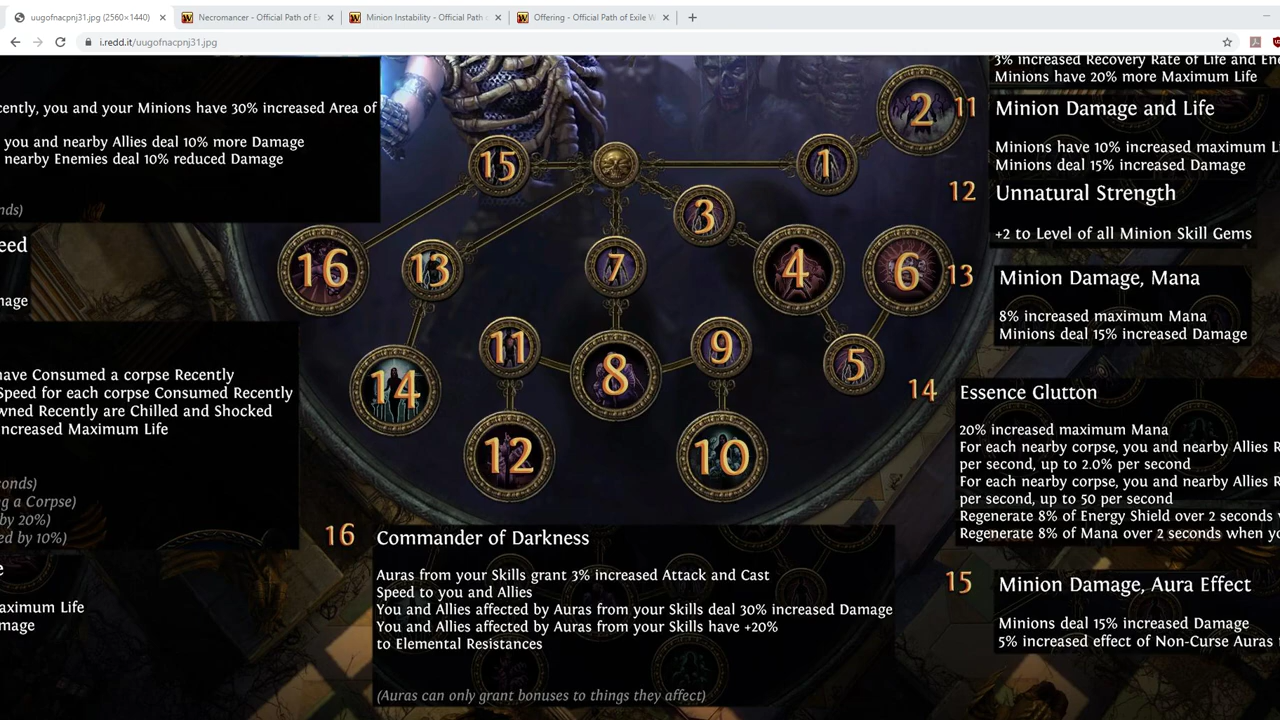 uugofnacpnj31.jpg (2560×1440)
Necromancer - Official Path of E
Minion Instability - Official Path
Offering - Official Path of Exile W
i.redd.it/uugofnacpnj31.jpg
cently, you and your Minions have 30% increased Area of
you and nearby Allies deal 10% more Damage
nearby Enemies deal 10% reduced Damage
nds)
eed
mage
have Consumed a corpse Recently
Speed for each corpse Consumed Recently
wned Recently are Chilled and Shocked
increased Maximum Life
conds)
g a Corpse)
by 20%)
ed by 10%)
e
aximum Life
mage
15
1
2
3
16
13
7
4
6
11
8
9
5
14
12
10
3% increased Recovery Rate of Life and Ene
Minions have 20% more Maximum Life
11
Minion Damage and Life
Minions have 10% increased maximum Li
Minions deal 15% increased Damage
12
Unnatural Strength
+2 to Level of all Minion Skill Gems
13
Minion Damage, Mana
8% increased maximum Mana
Minions deal 15% increased Damage
14
Essence Glutton
20% increased maximum Mana
For each nearby corpse, you and nearby Allies R
per second, up to 2.0% per second
For each nearby corpse, you and nearby Allies R
per second, up to 50 per second
Regenerate 8% of Energy Shield over 2 seconds
Regenerate 8% of Mana over 2 seconds when yo
15
Minion Damage, Aura Effect
Minions deal 15% increased Damage
5% increased effect of Non-Curse Auras
16
Commander of Darkness
Auras from your Skills grant 3% increased Attack and Cast
Speed to you and Allies
You and Allies affected by Auras from your Skills deal 30% increased Damage
You and Allies affected by Auras from your Skills have +20%
to Elemental Resistances
(Auras can only grant bonuses to things they affect)